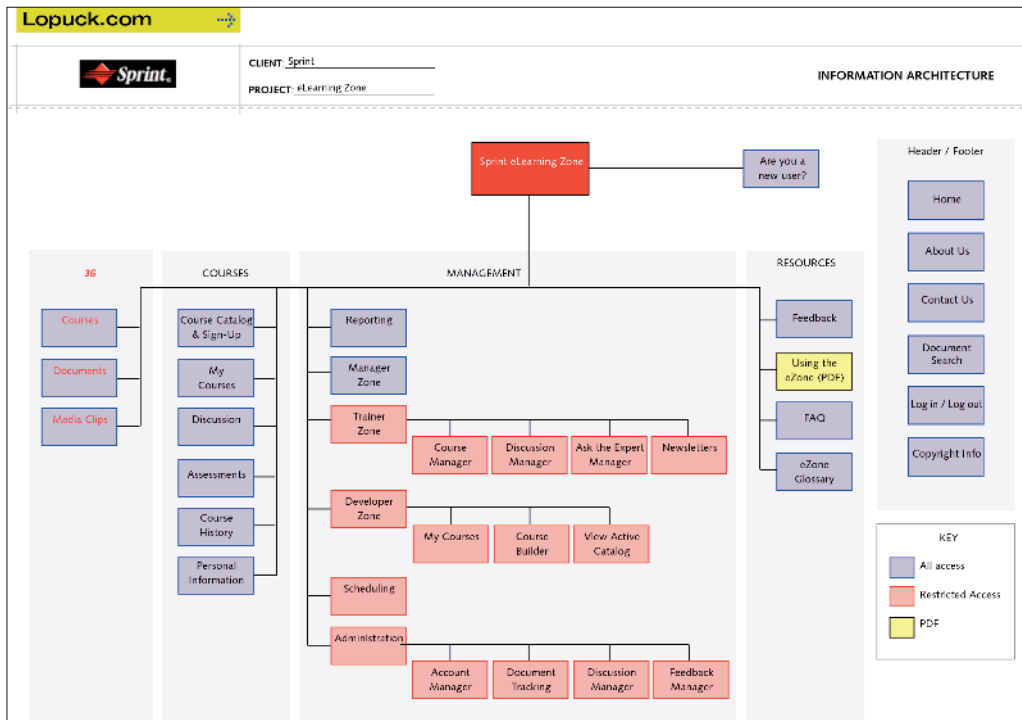 Lopuck.com
Sprint®
CLIENT: Sprint
PROJECT: eLearning Zone
INFORMATION ARCHITECTURE
Sprint eLearning Zone
Are you a
new user?
3G
Courses
Documents
Media Clips
COURSES
Course Catalog
& Sign-Up
My
Courses
Discussion
Assessments
Course
History
Personal
Information
MANAGEMENT
Reporting
Manager
Zone
Trainer
Zone
Course
Manager
Discussion
Manager
Ask the Expert
Manager
Newsletters
Developer
Zone
My Courses
Course
Builder
View Active
Catalog
Scheduling
Administration
Account
Manager
Document
Tracking
Discussion
Manager
Feedback
Manager
RESOURCES
Feedback
Using the
eZone (PDF)
FAQ
eZone
Glossary
Header / Footer
Home
About Us
Contact Us
Document
Search
Log in / Log out
Copyright Info
KEY
All access
Restricted Access
PDF